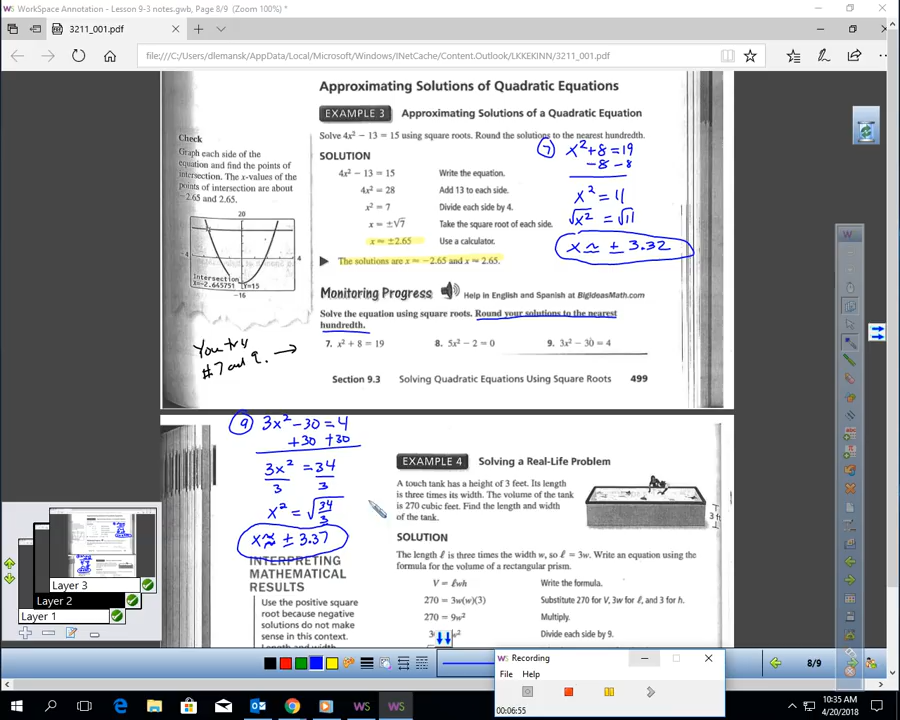 WorkSpace Annotation - Lesson 9-3 notes.gwb, Page 8/9 (Zoom 100%) *
3211_001.pdf
file:///C:/Users/dlemansk/AppData/Local/Microsoft/Windows/INetCache/Content.Outlook/LKKEKINN/3211_001.pdf
Approximating Solutions of Quadratic Equations
EXAMPLE 3 Approximating Solutions of a Quadratic Equation
Solve 4x² − 13 = 15 using square roots. Round the solutions to the nearest hundredth.
SOLUTION
4x² − 13 = 15 Write the equation.
4x² = 28 Add 13 to each side.
x² = 7 Divide each side by 4.
x = ±√7 Take the square root of each side.
x ≈ ±2.65 Use a calculator.
The solutions are x ≈ −2.65 and x ≈ 2.65.
Check
Graph each side of the
equation and find the points of
intersection. The x-values of the
points of intersection are about
−2.65 and 2.65.
20
−4 4
Intersection
X=-2.645751 Y=15
−16
7 x² + 8 = 19
− 8 − 8
x² = 11
√x² = √11
x ≈ ± 3.32
Monitoring Progress Help in English and Spanish at BigIdeasMath.com
Solve the equation using square roots. Round your solutions to the nearest
hundredth.
7. x² + 8 = 19 8. 5x² − 2 = 0 9. 3x² − 30 = 4
You try
#7 and 9. →
Section 9.3 Solving Quadratic Equations Using Square Roots 499
9 3x² − 30 = 4
+30 +30
3x² = 34
3 3
x² = √34/3
x ≈ ± 3.37
INTERPRETING
MATHEMATICAL
RESULTS
Use the positive square
root because negative
solutions do not make
sense in this context.
Length and width
EXAMPLE 4 Solving a Real-Life Problem
A touch tank has a height of 3 feet. Its length
is three times its width. The volume of the tank
is 270 cubic feet. Find the length and width
of the tank.
3 ft
SOLUTION
The length ℓ is three times the width w, so ℓ = 3w. Write an equation using the
formula for the volume of a rectangular prism.
V = ℓwh Write the formula.
270 = 3w(w)(3) Substitute 270 for V, 3w for ℓ, and 3 for h.
270 = 9w² Multiply.
w² Divide each side by 9.
Layer 3
Layer 2
Layer 1
8/9
Recording
File Help
00:06:55
10:35 AM
4/20/2018